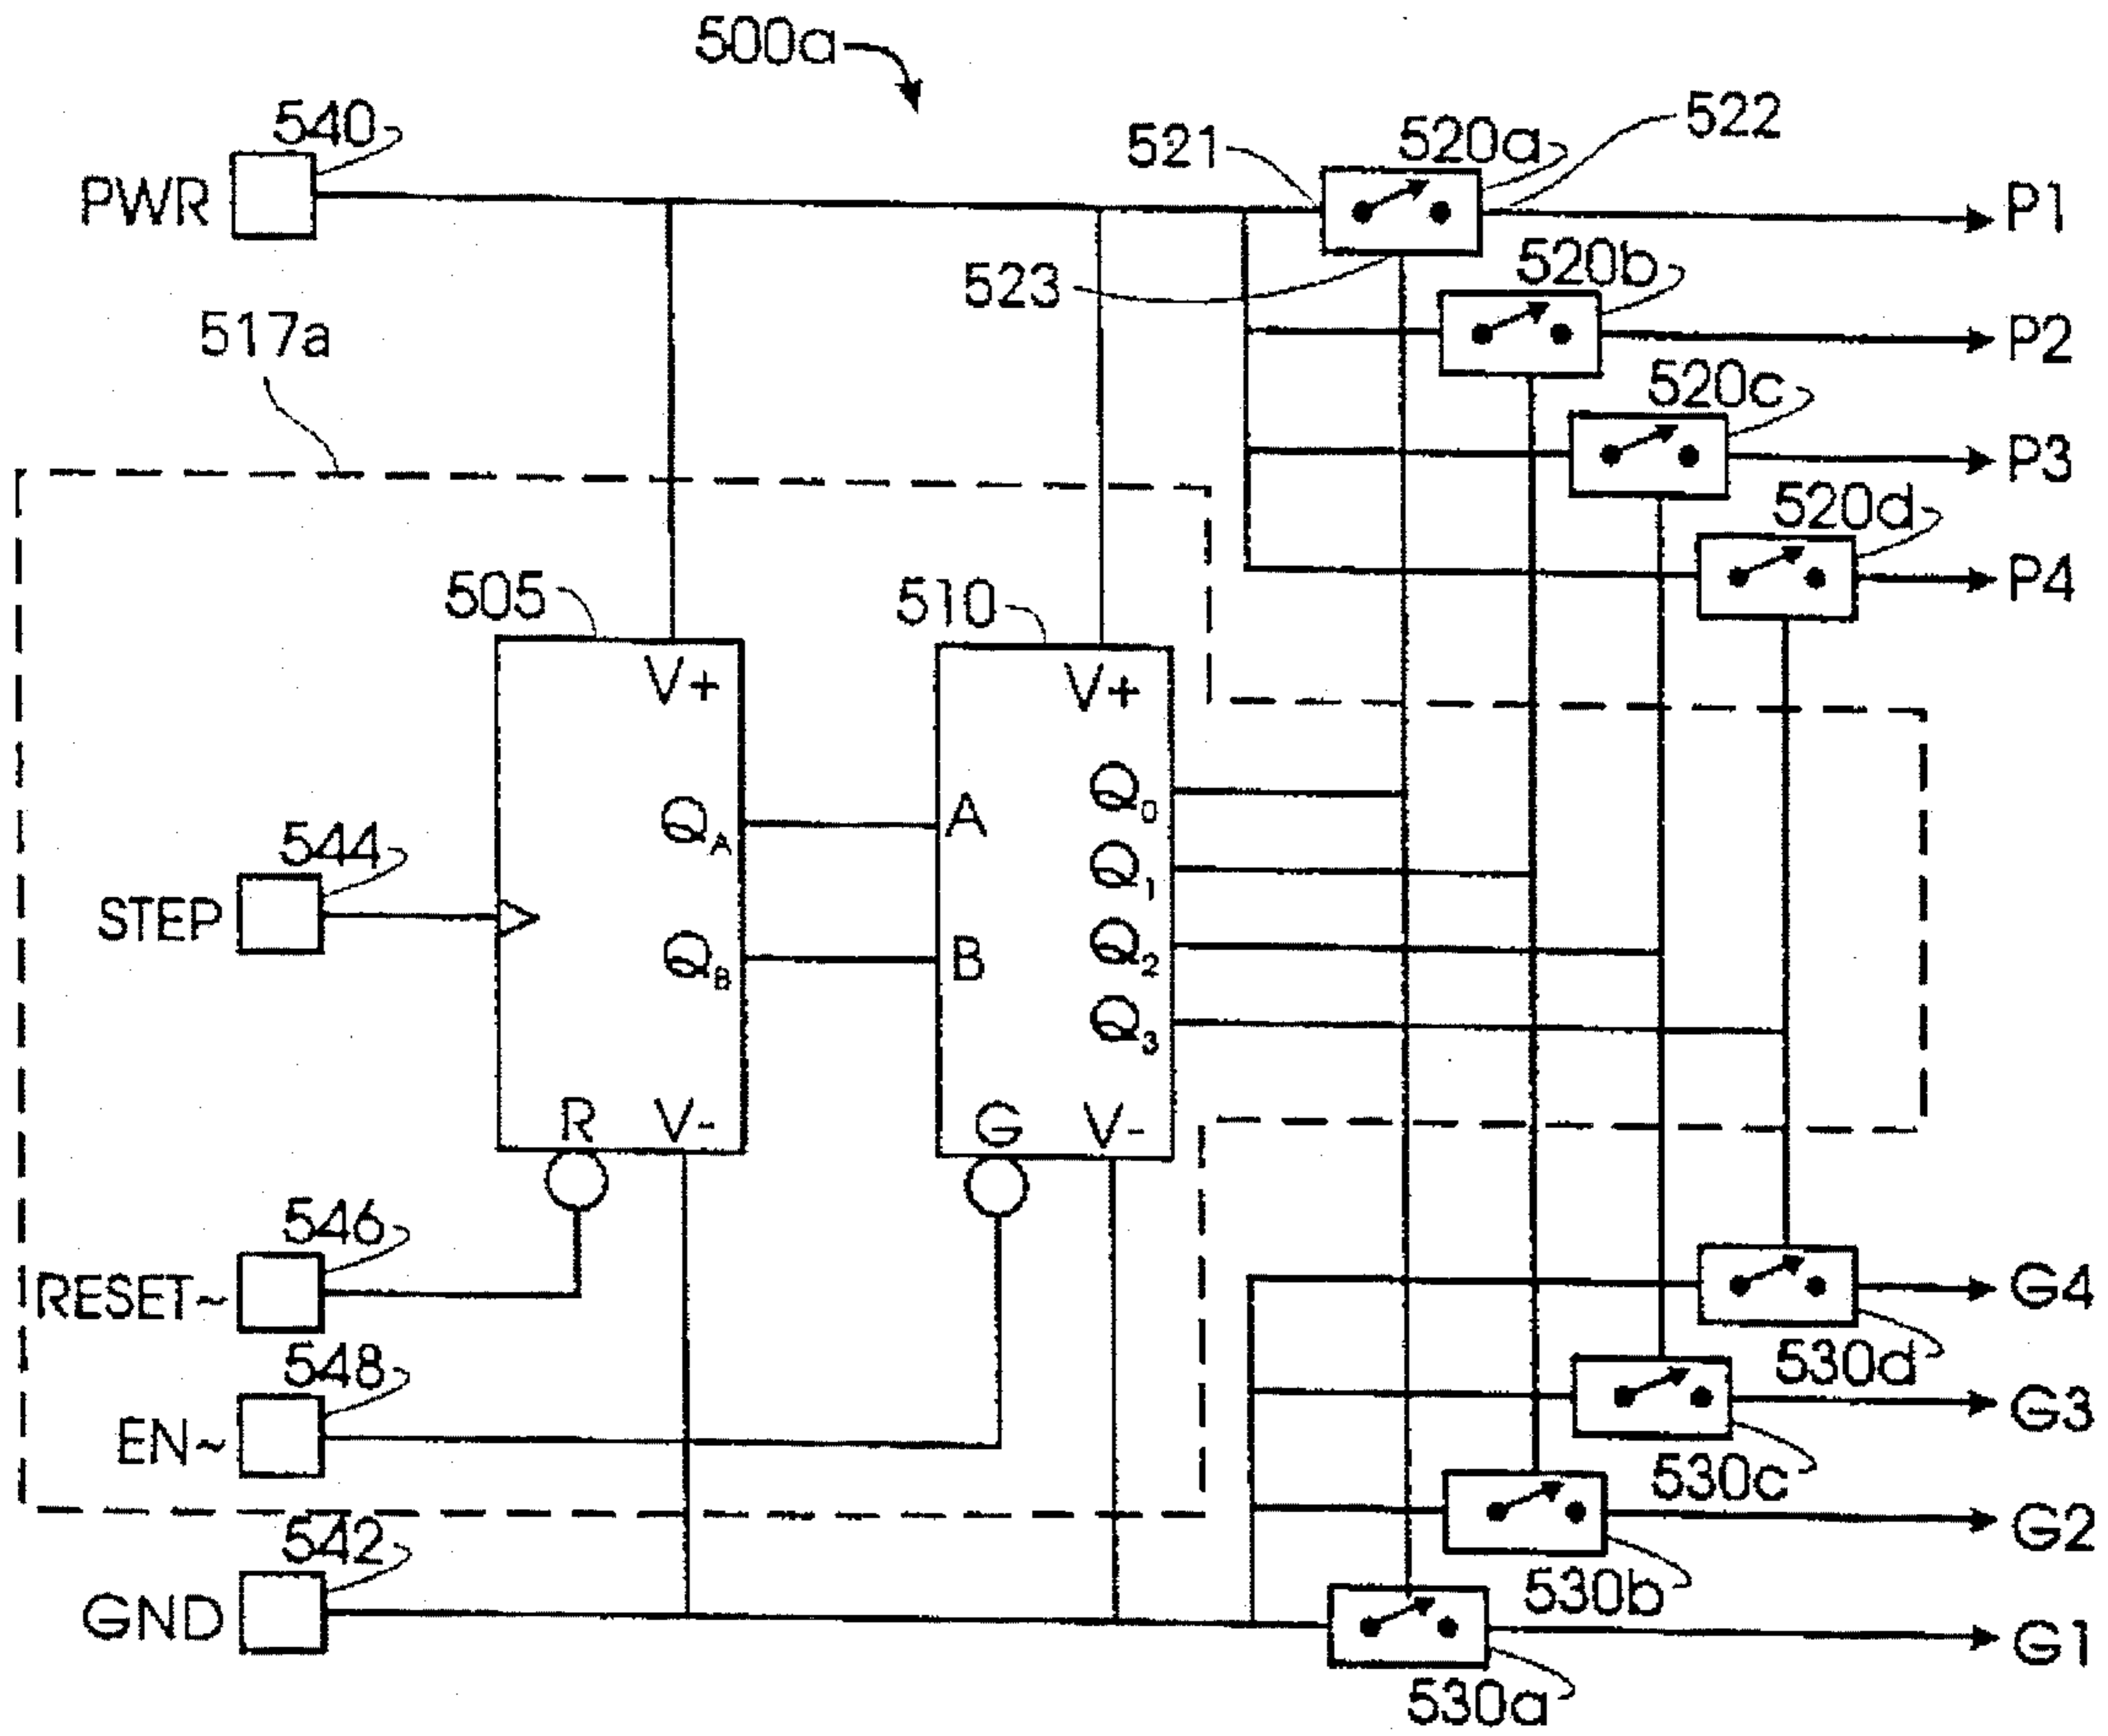 500a
540
PWR
521
520a
522
P1
523
520b
P2
517a
520c
P3
520d
P4
505
510
V+
V+
544
STEP
QA
A
Q0
Q1
QB
B
Q2
Q3
R
V-
G
V-
546
RESET~
548
EN~
G4
530d
G3
530c
G2
530b
542
GND
G1
530a